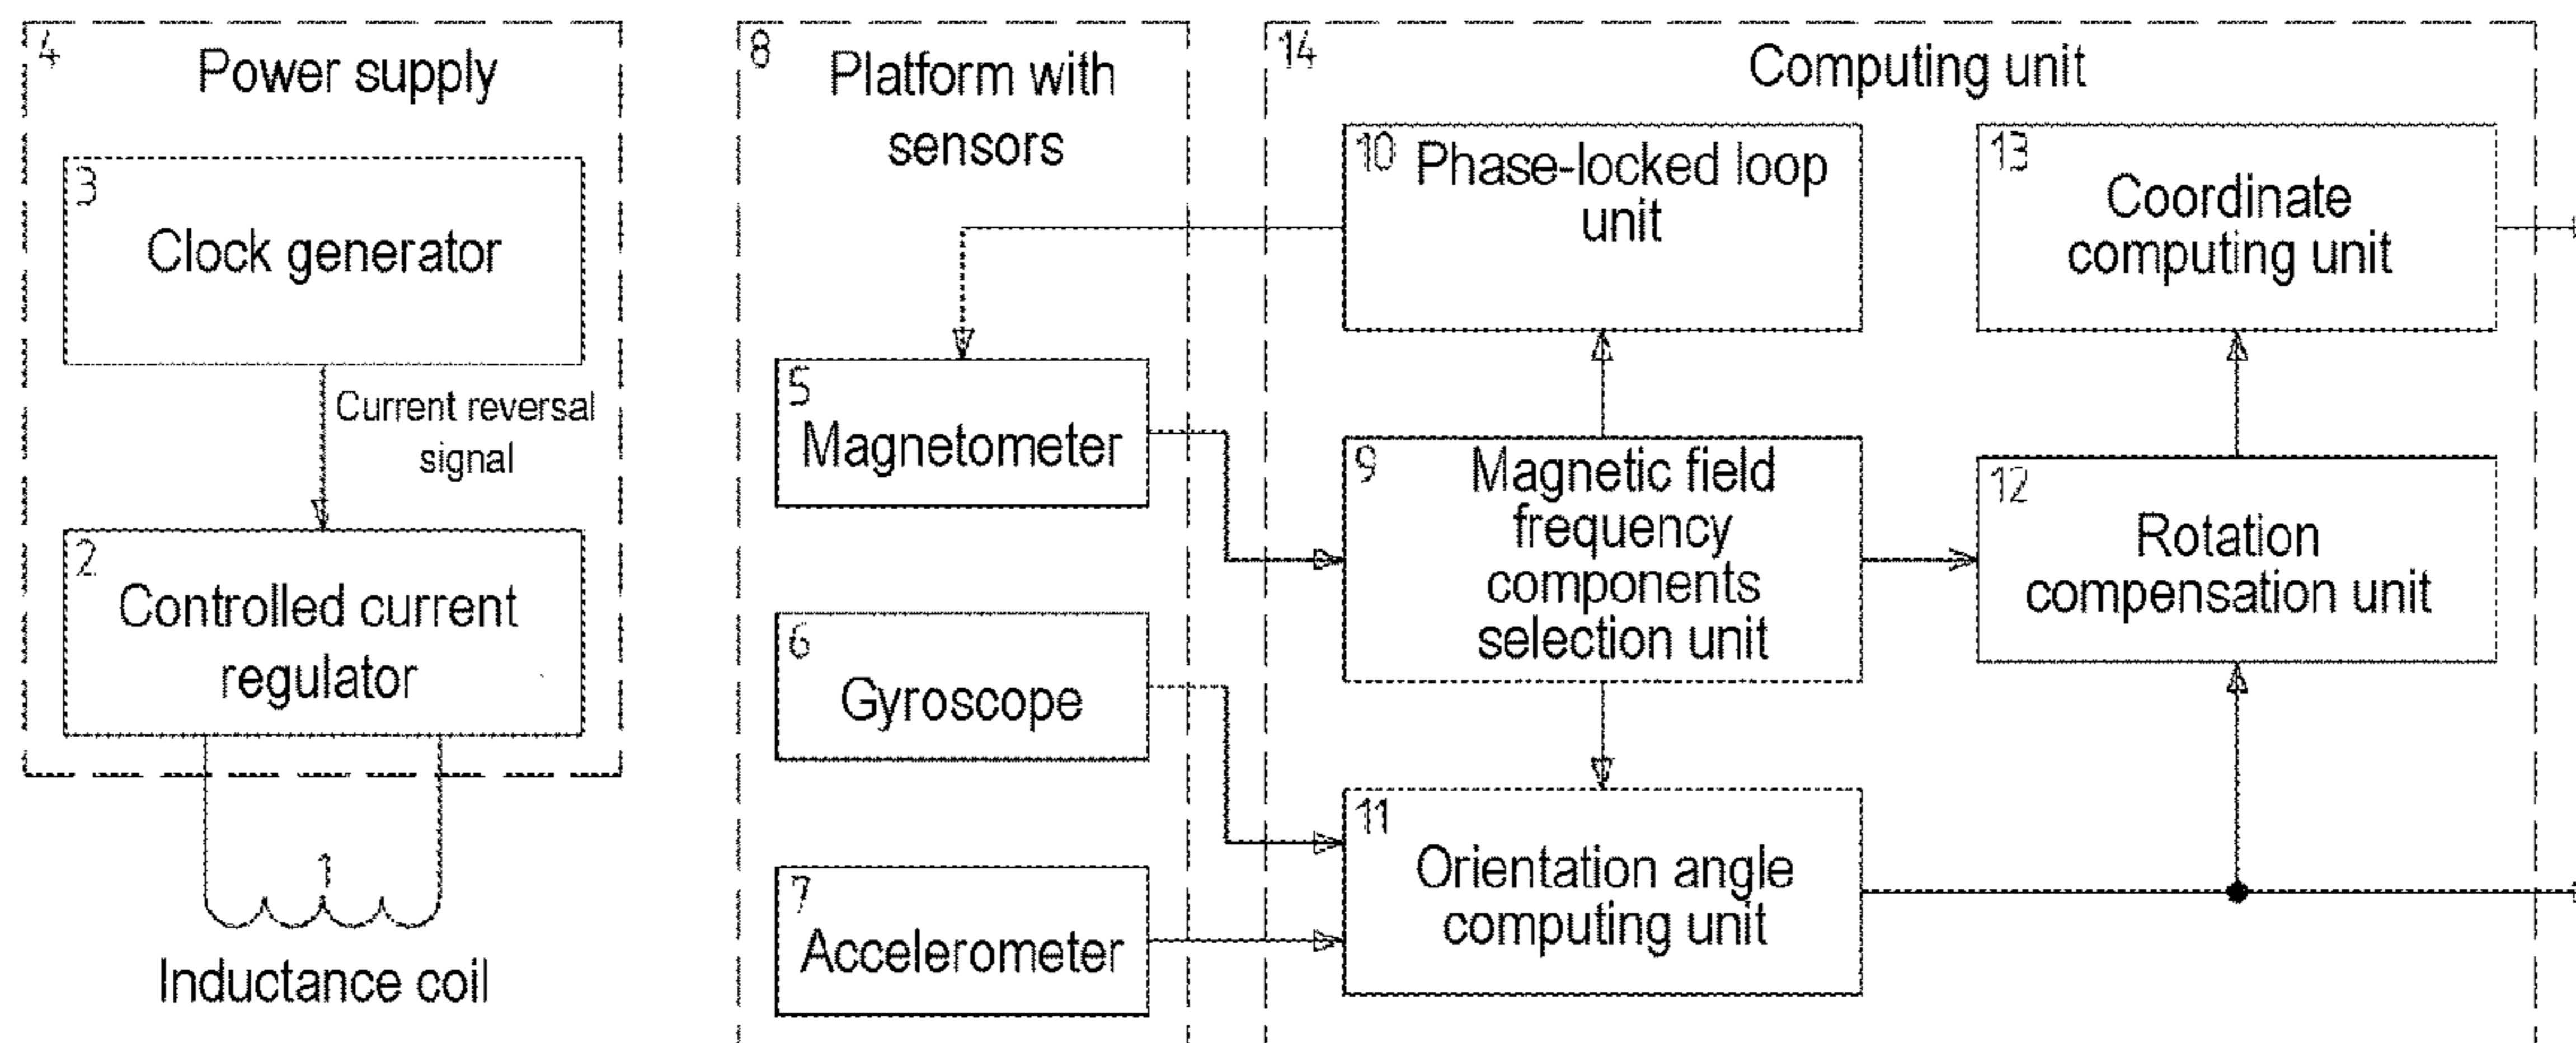 4
Power supply
3
Clock generator
Current reversal
signal
2
Controlled current
regulator
1
Inductance coil
8
Platform with
sensors
5
Magnetometer
6
Gyroscope
7
Accelerometer
14
Computing unit
10 Phase-locked loop
unit
9 Magnetic field
frequency
components
selection unit
11
Orientation angle
computing unit
13
Coordinate
computing unit
12
Rotation
compensation unit